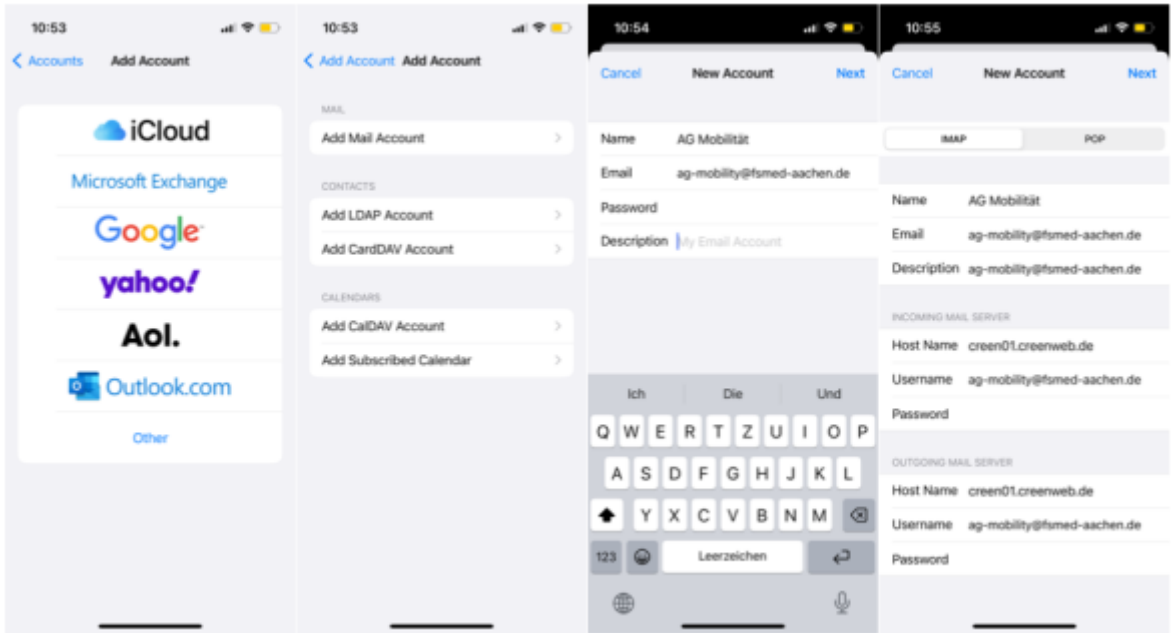 10:53
Accounts Add Account
iCloud
Microsoft Exchange
Google
yahoo!
Aol.
Outlook.com
Other
10:53
Add Account Add Account
MAIL
Add Mail Account
CONTACTS
Add LDAP Account
Add CardDAV Account
CALENDARS
Add CalDAV Account
Add Subscribed Calendar
10:54
Cancel New Account Next
Name AG Mobilität
Email ag-mobility@fsmed-aachen.de
Password
Description My Email Account
Ich Die Und
Q W E R T Z U I O P
A S D F G H J K L
Y X C V B N M
123 Leerzeichen
10:55
Cancel New Account Next
IMAP POP
Name AG Mobilität
Email ag-mobility@fsmed-aachen.de
Description ag-mobility@fsmed-aachen.de
INCOMING MAIL SERVER
Host Name creen01.creenweb.de
Username ag-mobility@fsmed-aachen.de
Password
OUTGOING MAIL SERVER
Host Name creen01.creenweb.de
Username ag-mobility@fsmed-aachen.de
Password